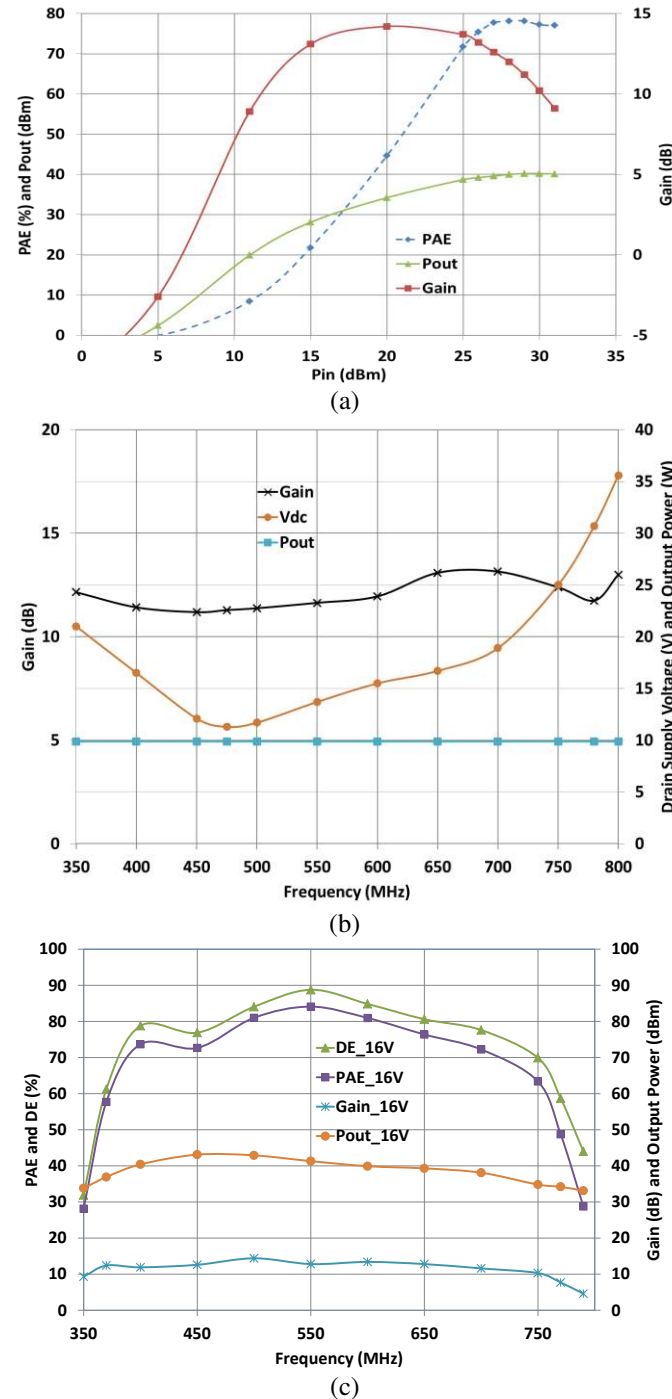 80
70
60
50
40
30
20
10
0
PAE (%) and Pout (dBm)
15
10
5
0
-5
Gain (dB)
PAE
Pout
Gain
0 5 10 15 20 25 30 35
Pin (dBm)
(a)
20
15
10
5
0
Gain (dB)
40
35
30
25
20
15
10
5
0
Drain Supply Voltage (V) and Output Power (W)
Gain
Vdc
Pout
350 400 450 500 550 600 650 700 750 800
Frequency (MHz)
(b)
100
90
80
70
60
50
40
30
20
10
0
PAE and DE (%)
100
90
80
70
60
50
40
30
20
10
0
Gain (dB) and Output Power (dBm)
DE_16V
PAE_16V
Gain_16V
Pout_16V
350 450 550 650 750
Frequency (MHz)
(c)